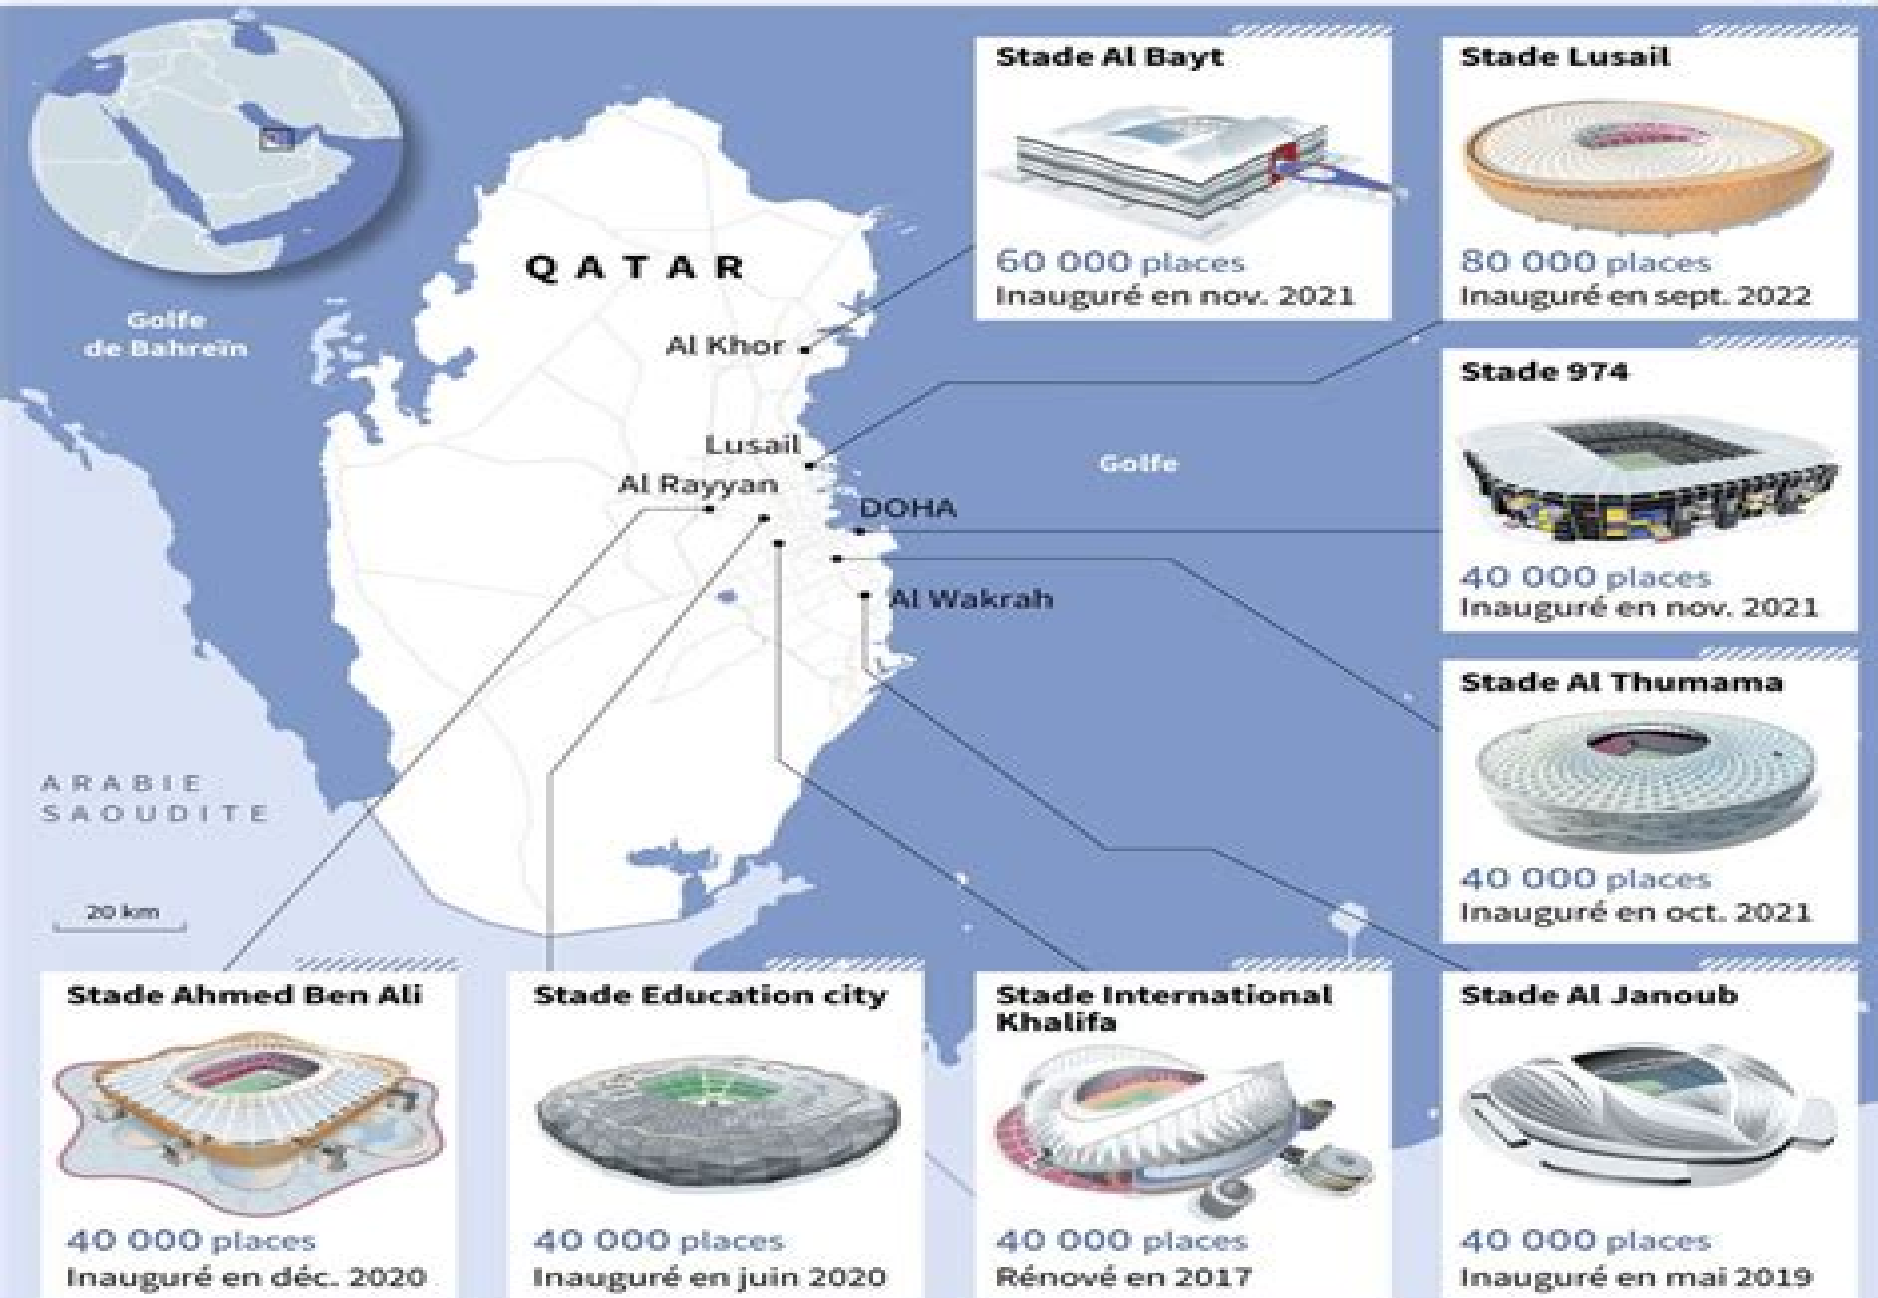 Stade Al Bayt
60 000 places
Inauguré en nov. 2021
Stade Lusail
80 000 places
Inauguré en sept. 2022
QATAR
Golfe
de Bahreïn
Al Khor
Lusail
Al Rayyan
DOHA
Al Wakrah
Golfe
Stade 974
40 000 places
Inauguré en nov. 2021
Stade Al Thumama
40 000 places
Inauguré en oct. 2021
ARABIE
SAOUDITE
20 km
Stade Ahmed Ben Ali
40 000 places
Inauguré en déc. 2020
Stade Education city
40 000 places
Inauguré en juin 2020
Stade International
Khalifa
40 000 places
Rénové en 2017
Stade Al Janoub
40 000 places
Inauguré en mai 2019